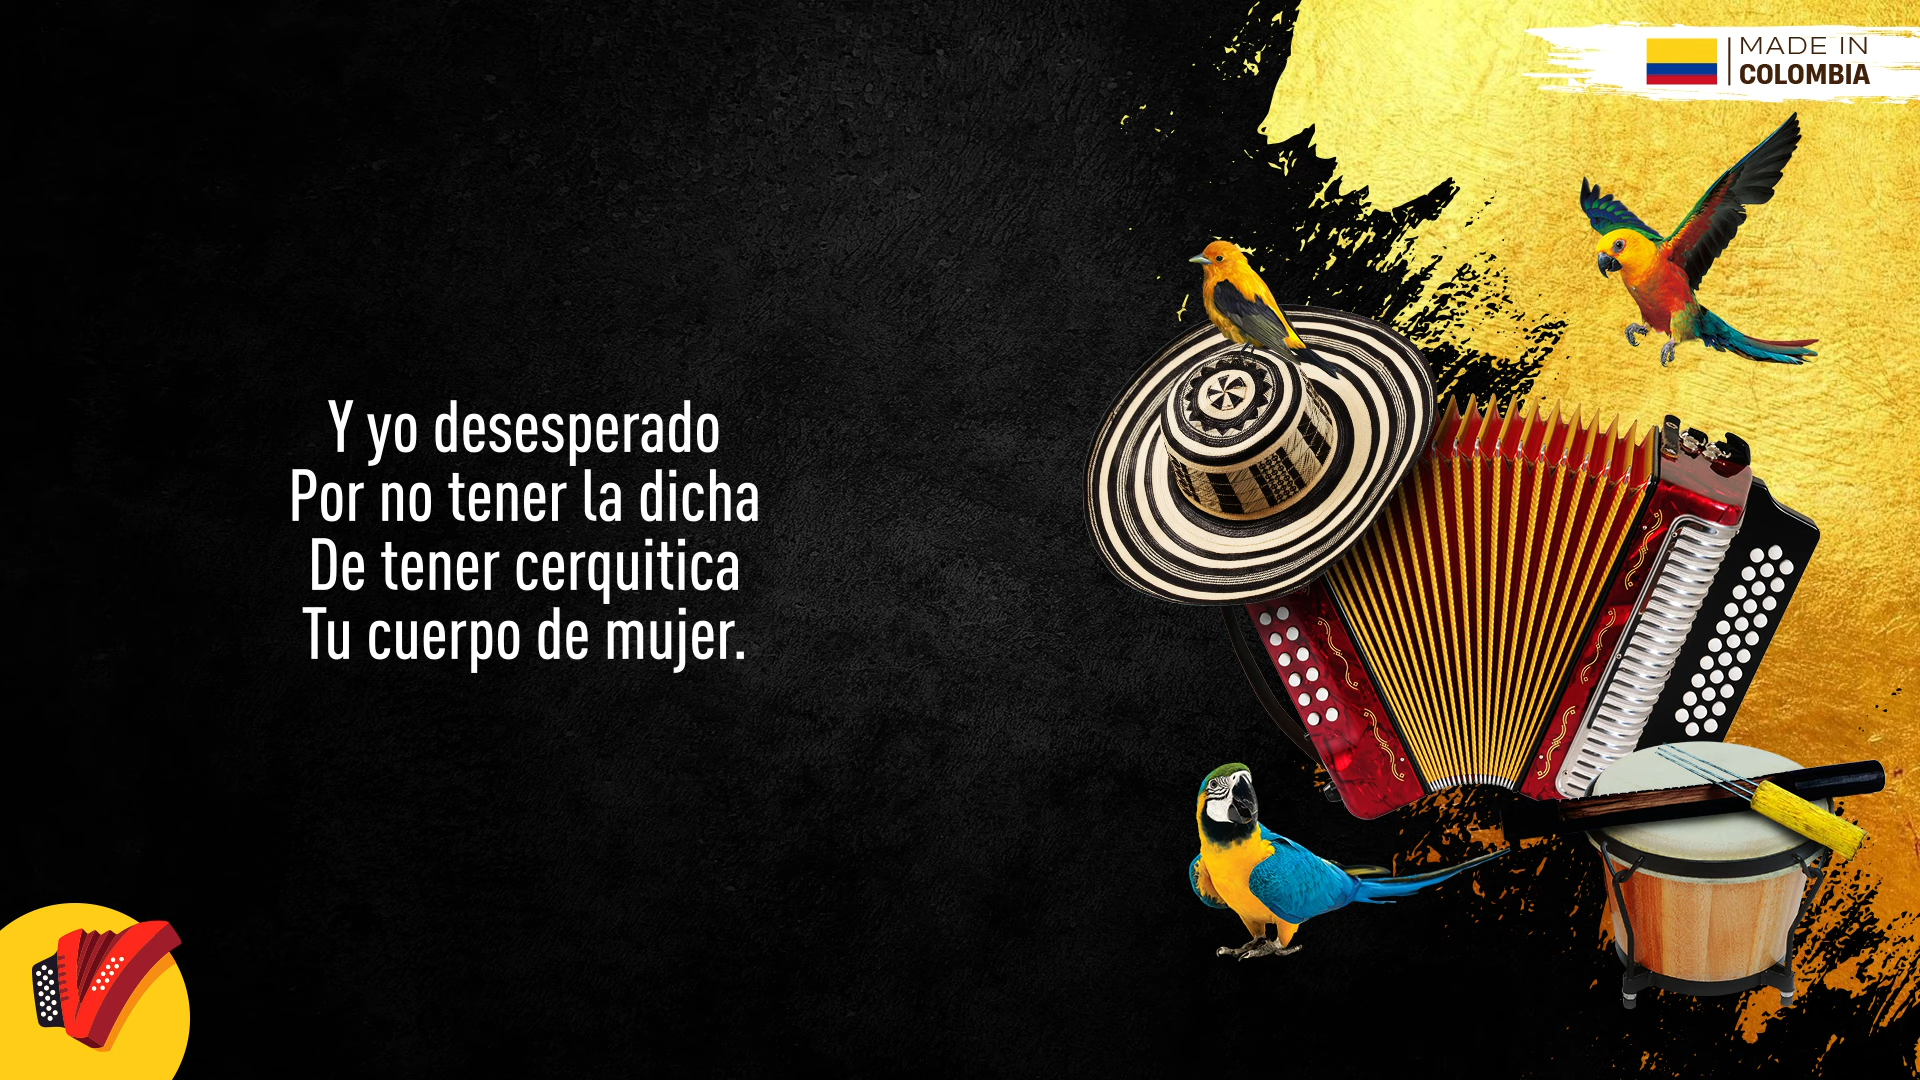 MADE IN
COLOMBIA
Y yo desesperado
Por no tener la dicha
De tener cerquitica
Tu cuerpo de mujer.